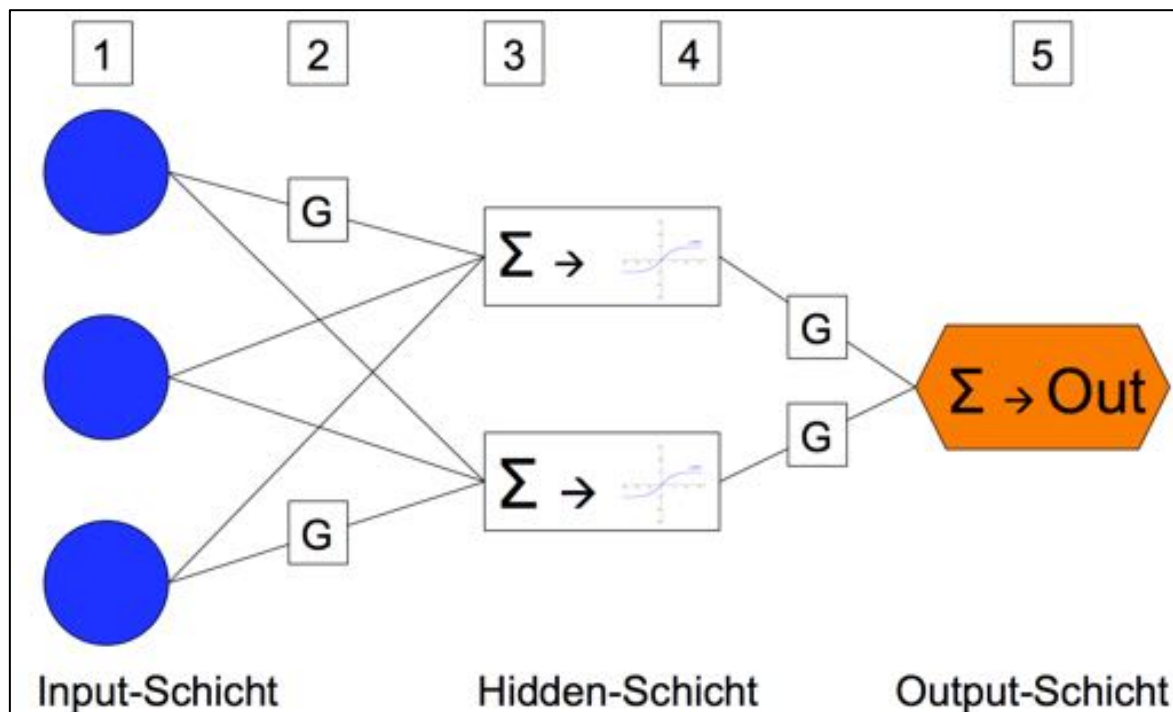 1 2 3 4 5
G
Σ → G
Σ → Out
G
Σ →
G
Input-Schicht Hidden-Schicht Output-Schicht